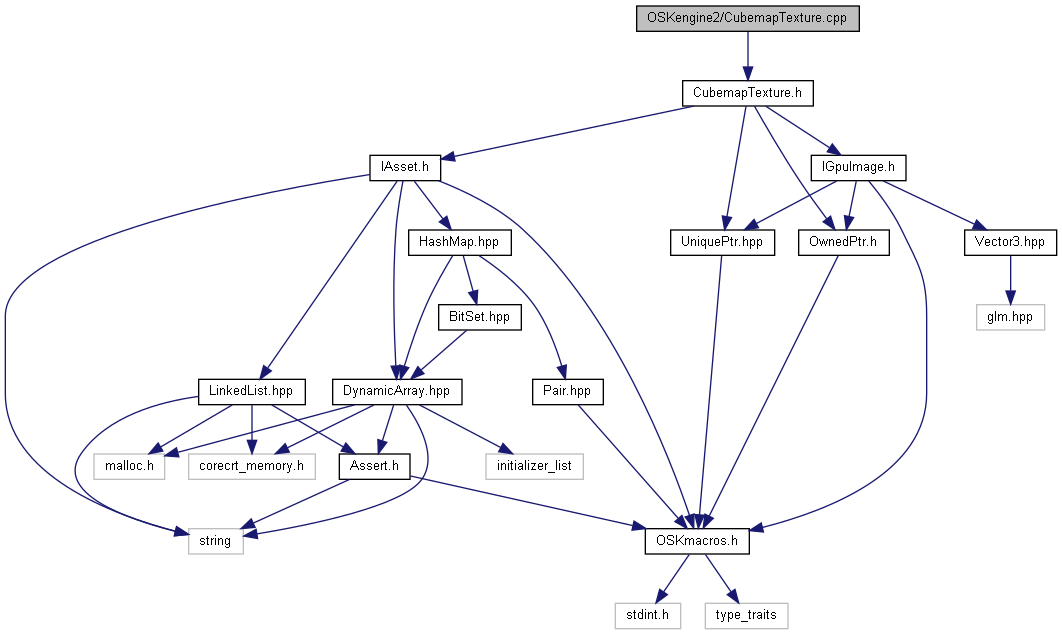 OSKengine2/CubemapTexture.cpp
CubemapTexture.h
IAsset.h
IGpuImage.h
HashMap.hpp
UniquePtr.hpp
OwnedPtr.h
Vector3.hpp
BitSet.hpp
glm.hpp
LinkedList.hpp
DynamicArray.hpp
Pair.hpp
malloc.h
corecrt_memory.h
Assert.h
initializer_list
string
OSKmacros.h
stdint.h
type_traits